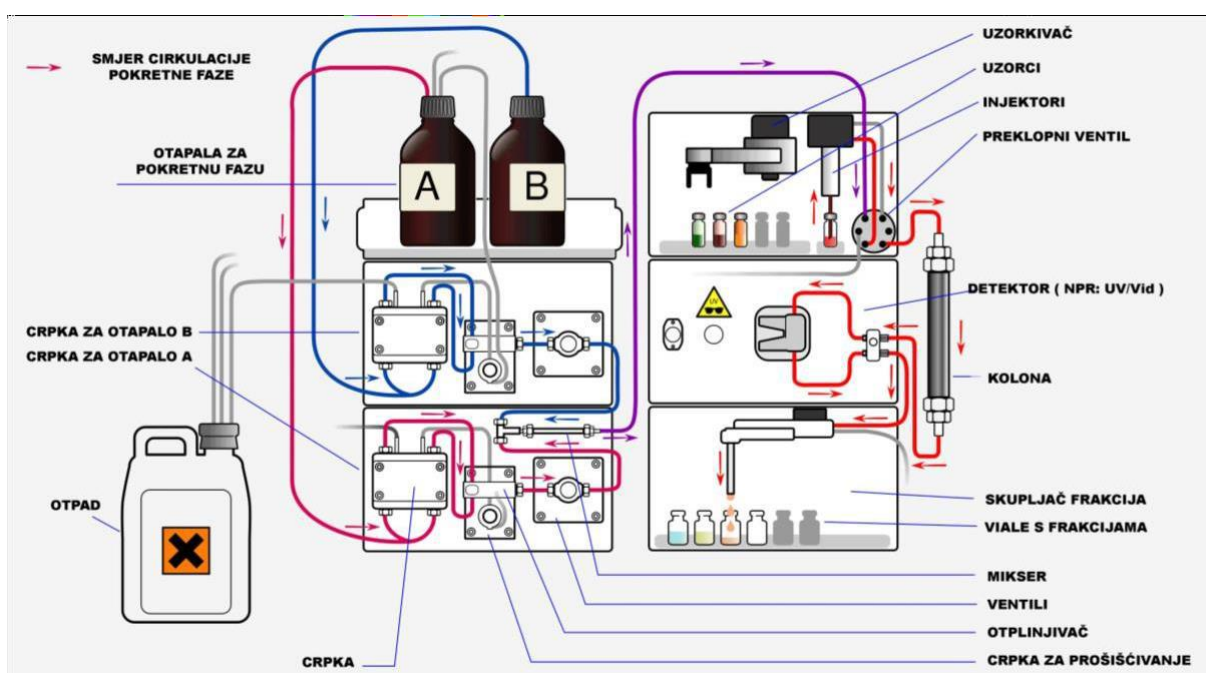 SMJER CIRKULACIJE
POKRETNE FAZE
OTAPALA ZA
POKRETNU FAZU
A
B
UZORKIVAČ
UZORCI
INJEKTORI
PREKLOPNI VENTIL
UV
DETEKTOR ( NPR: UV/Vid )
CRPKA ZA OTAPALO B
CRPKA ZA OTAPALO A
KOLONA
OTPAD
SKUPLJAČ FRAKCIJA
VIALE S FRAKCIJAMA
MIKSER
VENTILI
OTPLINJIVAČ
CRPKA
CRPKA ZA PROŠIŠĆIVANJE